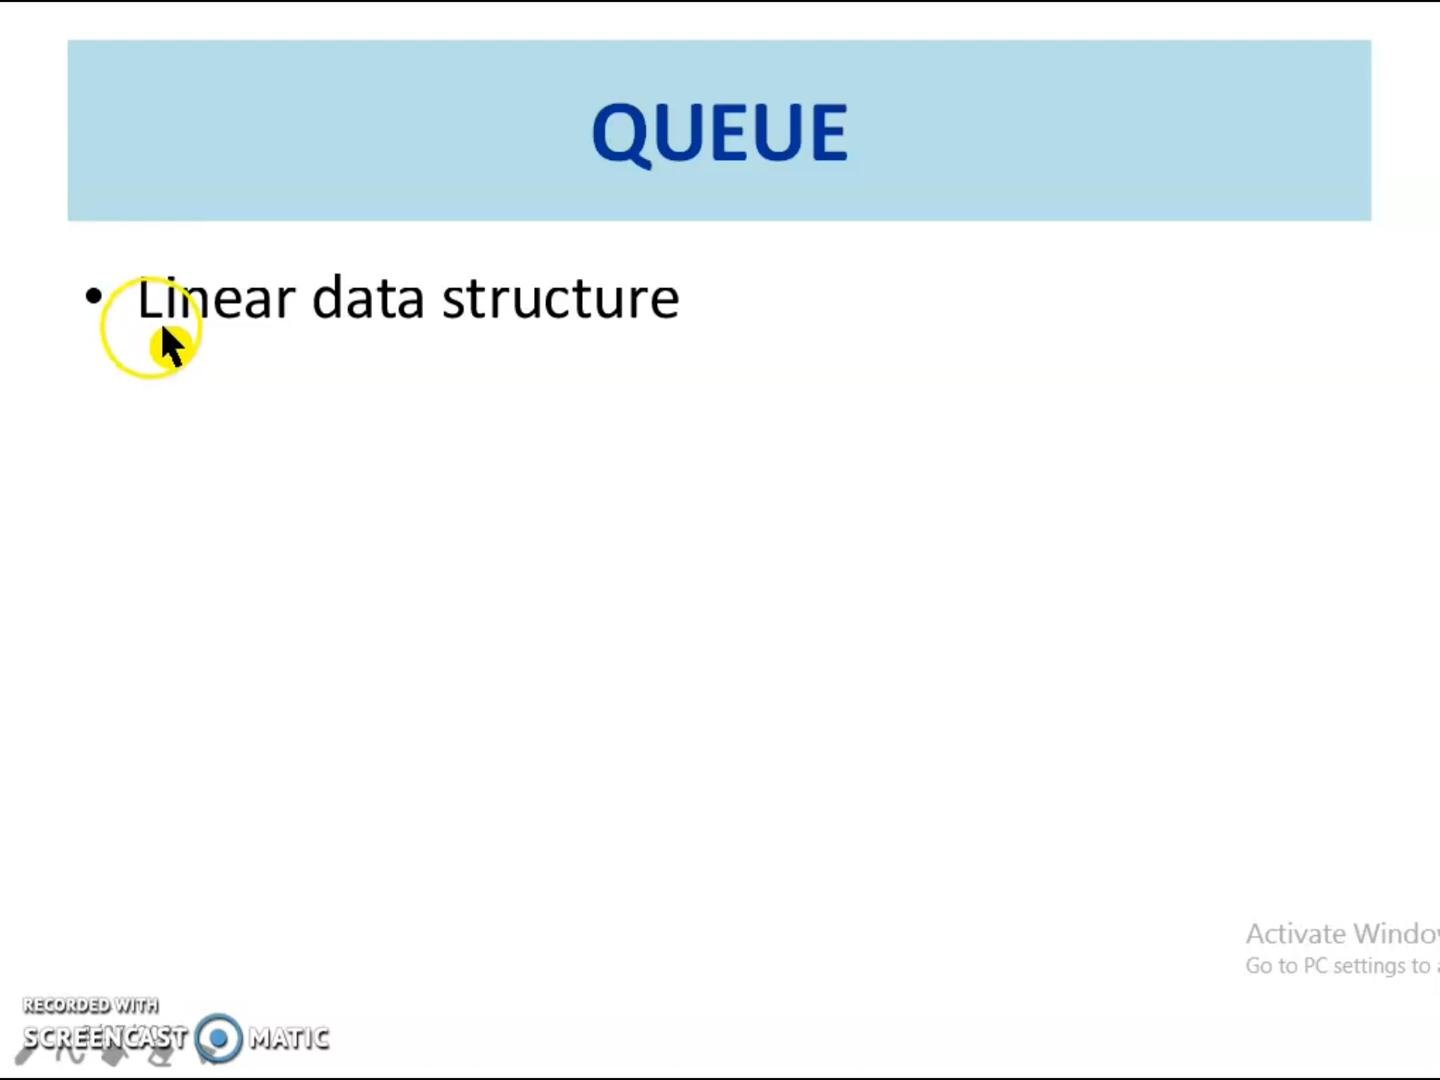 QUEUE
• Linear data structure
Activate Windo
Go to PC settings to
RECORDED WITH
SCREENCAST MATIC